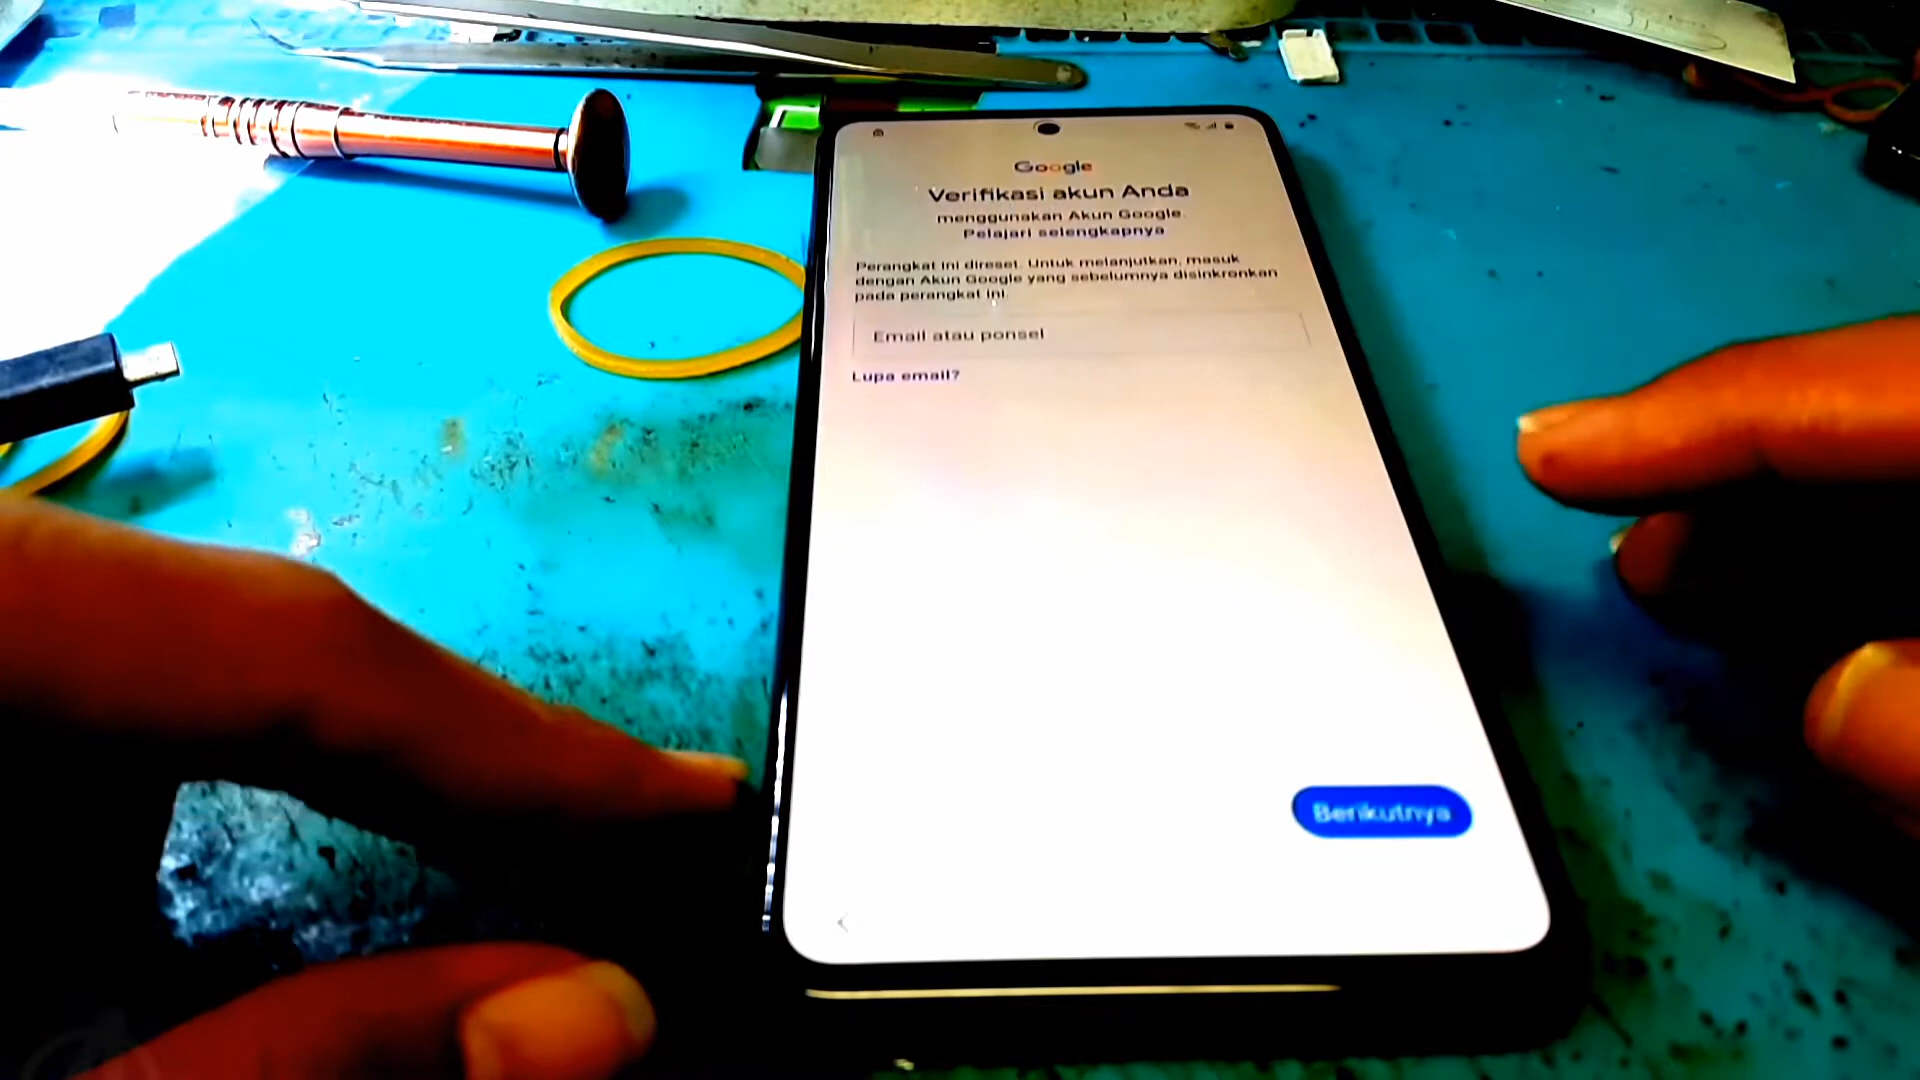 Google
Verifikasi akun Anda
menggunakan Akun Google.
Pelajari selengkapnya
Perangkat ini direset. Untuk melanjutkan, masuk
dengan Akun Google yang sebelumnya disinkronkan
pada perangkat ini.
Email atau ponsel
Lupa email?
Berikutnya